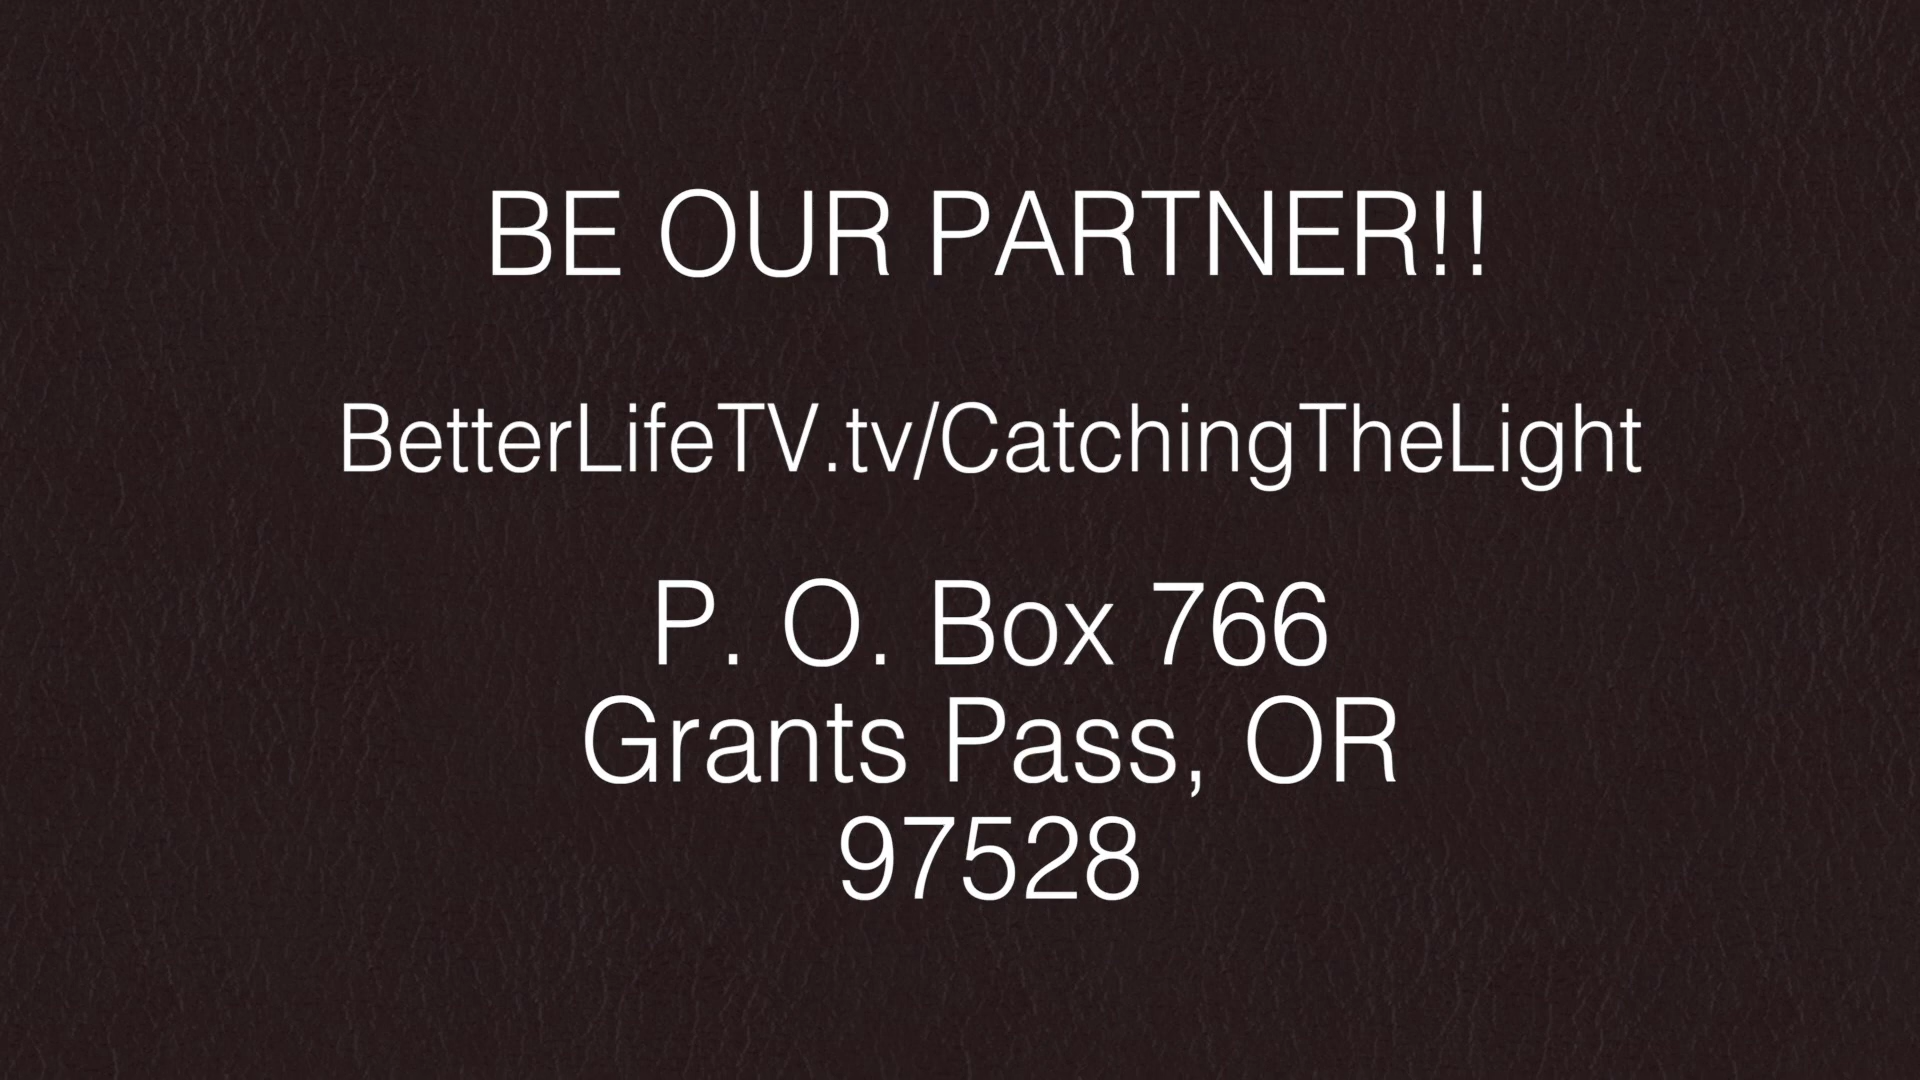 BE OUR PARTNER!!
BetterLifeTV.tv/CatchingTheLight
P. O. Box 766
Grants Pass, OR
97528